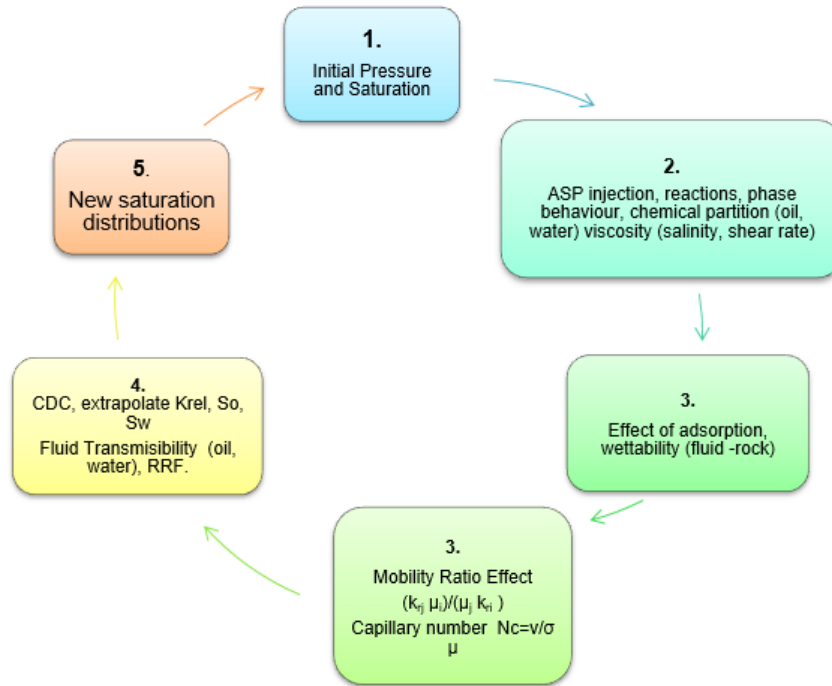 1.
Initial Pressure
and Saturation
2.
ASP injection, reactions, phase
behaviour, chemical partition (oil,
water) viscosity (salinity, shear rate)
3.
Effect of adsorption,
wettability (fluid -rock)
3.
Mobility Ratio Effect
(krj µi)/(µj kri )
Capillary number Nc=v/σ
µ
4.
CDC, extrapolate Krel, So,
Sw
Fluid Transmisibility (oil,
water), RRF.
5.
New saturation
distributions